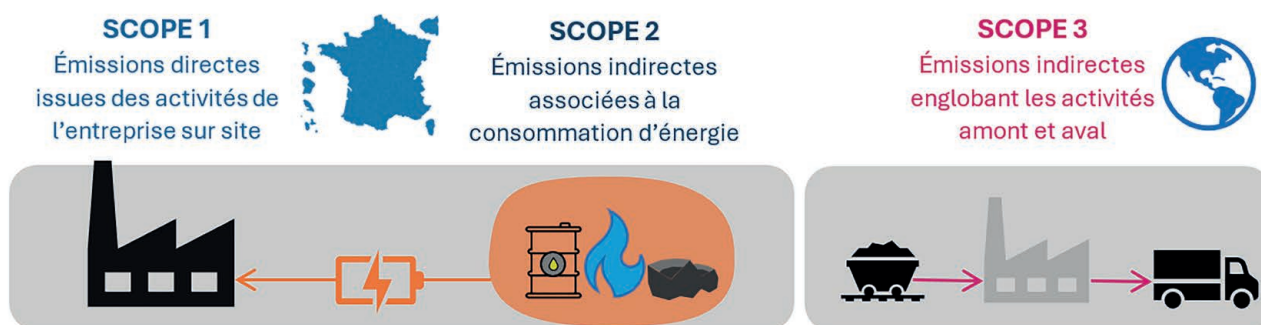 SCOPE 1
Émissions directes
issues des activités de
l’entreprise sur site
SCOPE 2
Émissions indirectes
associées à la
consommation d’énergie
SCOPE 3
Émissions indirectes
englobant les activités
amont et aval